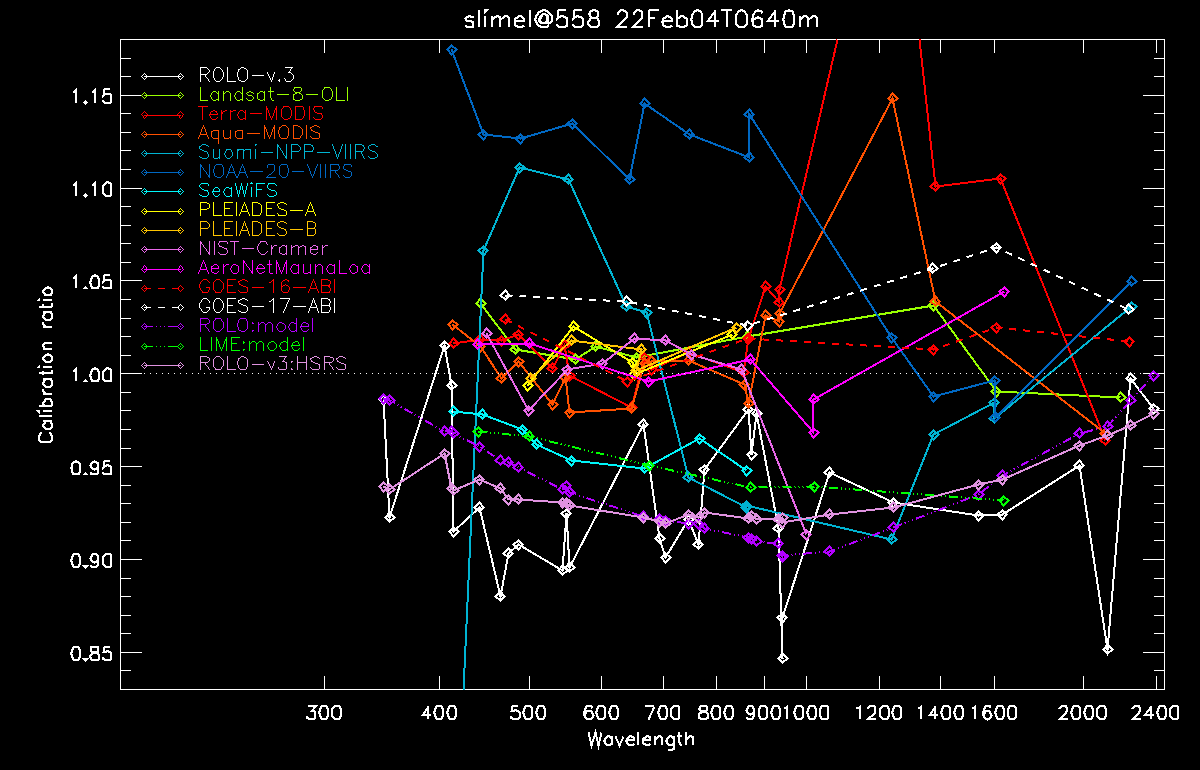 slimel@558 22Feb04T0640m
ROLO-v.3
Landsat-8-OLI
Terra-MODIS
Aqua-MODIS
Suomi-NPP-VIIRS
NOAA-20-VIIRS
SeaWiFS
PLEIADES-A
PLEIADES-B
NIST-Cramer
AeroNetMaunaLoa
GOES-16-ABI
GOES-17-ABI
ROLO:model
LIME:model
ROLO-v3:HSRS
Calibration ratio
1.15
1.10
1.05
1.00
0.95
0.90
0.85
300 400 500 600 700 800 900 1000 1200 1400 1600 2000 2400
Wavelength